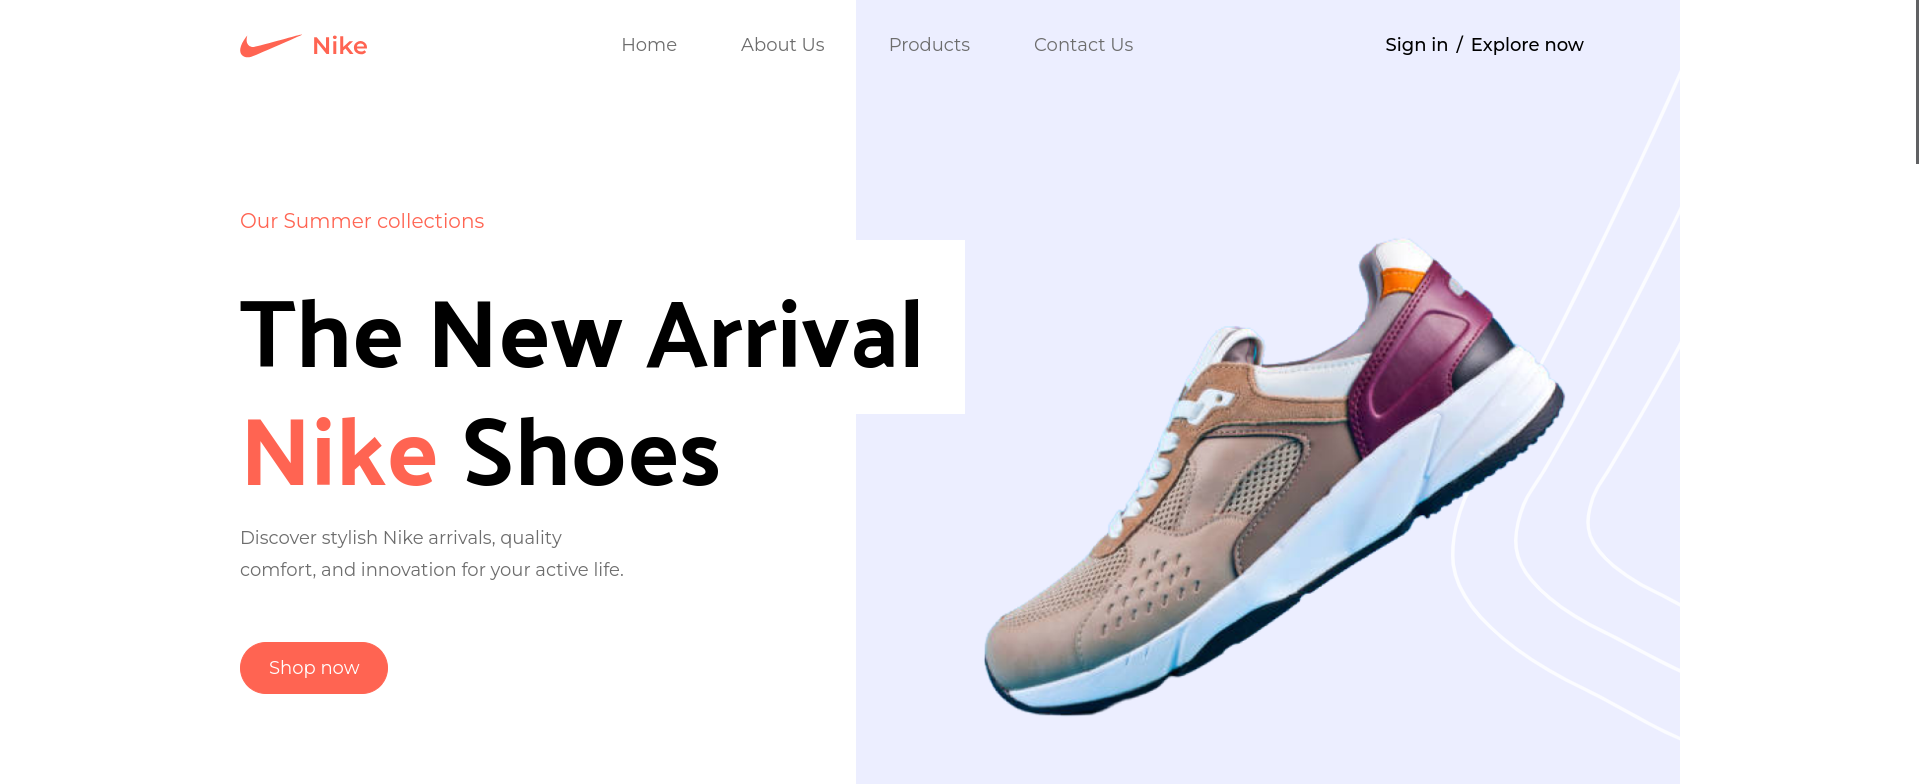 Nike
Home
About Us
Products
Contact Us
Sign in / Explore now
Our Summer collections
The New Arrival
Nike Shoes
Discover stylish Nike arrivals, quality
comfort, and innovation for your active life.
Shop now